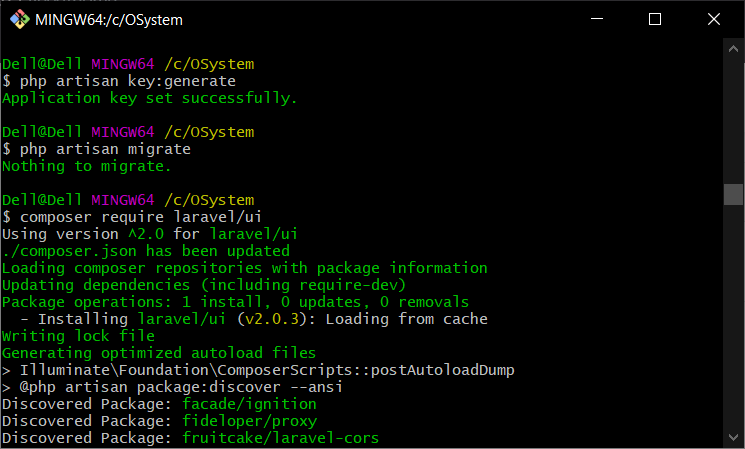 MINGW64:/c/OSystem
Dell@Dell MINGW64 /c/OSystem
$ php artisan key:generate
Application key set successfully.
Dell@Dell MINGW64 /c/OSystem
$ php artisan migrate
Nothing to migrate.
Dell@Dell MINGW64 /c/OSystem
$ composer require laravel/ui
Using version ^2.0 for laravel/ui
./composer.json has been updated
Loading composer repositories with package information
Updating dependencies (including require-dev)
Package operations: 1 install, 0 updates, 0 removals
  - Installing laravel/ui (v2.0.3): Loading from cache
Writing lock file
Generating optimized autoload files
> Illuminate\Foundation\ComposerScripts::postAutoloadDump
> @php artisan package:discover --ansi
Discovered Package: facade/ignition
Discovered Package: fideloper/proxy
Discovered Package: fruitcake/laravel-cors